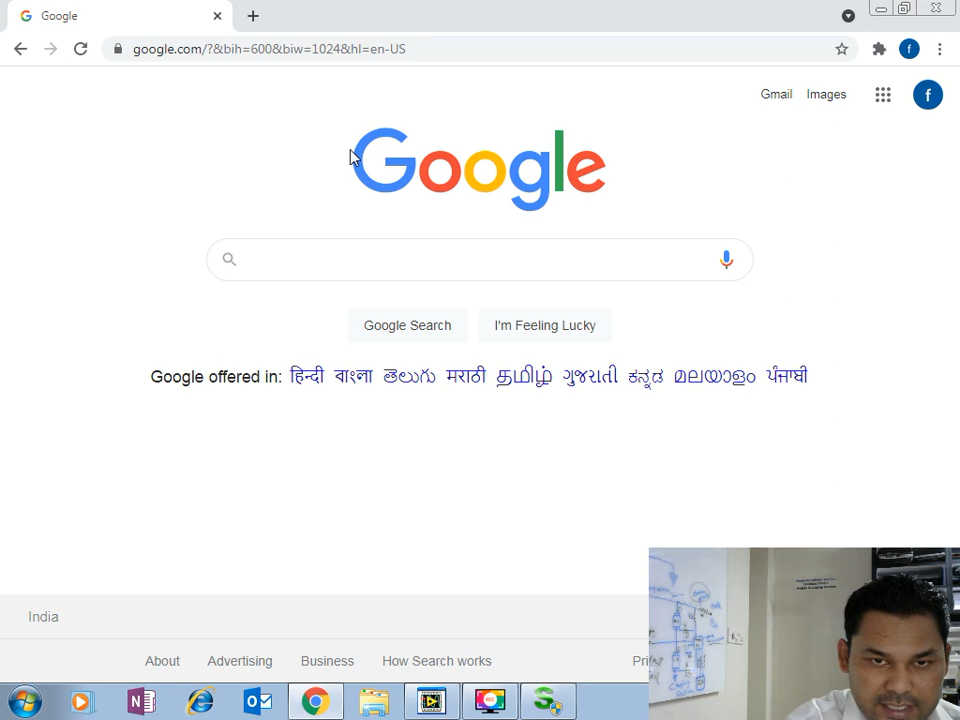 Google
google.com/?&bih=600&biw=1024&hl=en-US
f
Gmail Images
f
Google
Google Search I'm Feeling Lucky
Google offered in: हिन्दी বাংলা తెలుగు मराठी தமிழ் ગુજરાતી ಕನ್ನಡ മലയാളം ਪੰਜਾਬੀ
India
About Advertising Business How Search works
N
REC
S